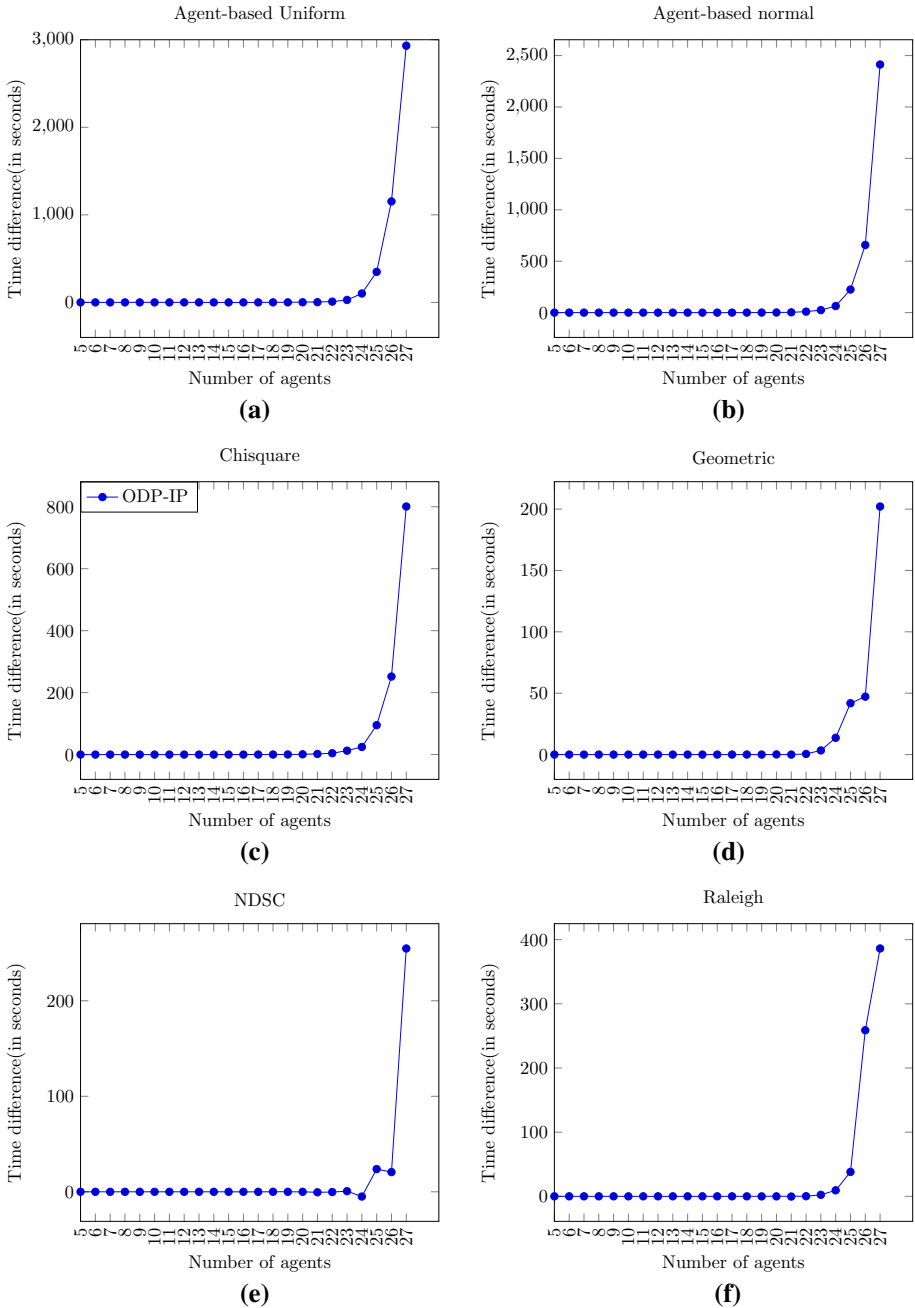 Agent-based Uniform
3,000
2,000
1,000
0
Time difference(in seconds)
5 6 7 8 9 10 11 12 13 14 15 16 17 18 19 20 21 22 23 24 25 26 27
Number of agents
(a)
Agent-based normal
2,500
2,000
1,500
1,000
500
0
Time difference(in seconds)
5 6 7 8 9 10 11 12 13 14 15 16 17 18 19 20 21 22 23 24 25 26 27
Number of agents
(b)
Chisquare
ODP-IP
800
600
400
200
0
Time difference(in seconds)
5 6 7 8 9 10 11 12 13 14 15 16 17 18 19 20 21 22 23 24 25 26 27
Number of agents
(c)
Geometric
200
150
100
50
0
Time difference(in seconds)
5 6 7 8 9 10 11 12 13 14 15 16 17 18 19 20 21 22 23 24 25 26 27
Number of agents
(d)
NDSC
200
100
0
Time difference(in seconds)
5 6 7 8 9 10 11 12 13 14 15 16 17 18 19 20 21 22 23 24 25 26 27
Number of agents
(e)
Raleigh
400
300
200
100
0
Time difference(in seconds)
5 6 7 8 9 10 11 12 13 14 15 16 17 18 19 20 21 22 23 24 25 26 27
Number of agents
(f)